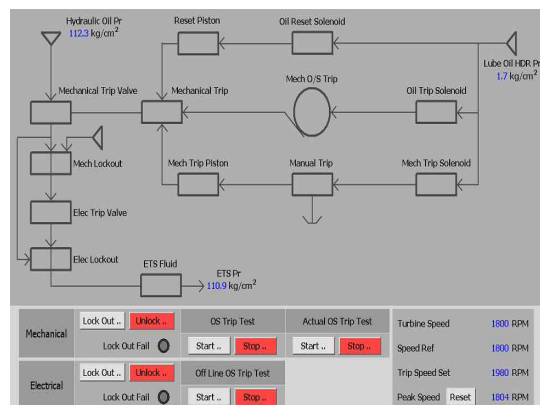 Hydraulic Oil Pr
112.3 kg/cm2
Reset Piston
Oil Reset Solenoid
Lube Oil HDR Pr
1.7 kg/cm2
Mechanical Trip Valve
Mechanical Trip
Mech O/S Trip
Oil Trip Solenoid
Mech Lockout
Mech Trip Piston
Manual Trip
Mech Trip Solenoid
Elec Trip Valve
Elec Lockout
ETS Fluid
ETS Pr
110.9 kg/cm2
Mechanical
Lock Out ..
Unlock ..
Lock Out Fail
OS Trip Test
Start ..
Stop ..
Actual OS Trip Test
Start ..
Stop ..
Turbine Speed 1800 RPM
Speed Ref 1800 RPM
Trip Speed Set 1980 RPM
Peak Speed Reset 1804 RPM
Electrical
Lock Out ..
Unlock ..
Lock Out Fail
Off Line OS Trip Test
Start ..
Stop ..